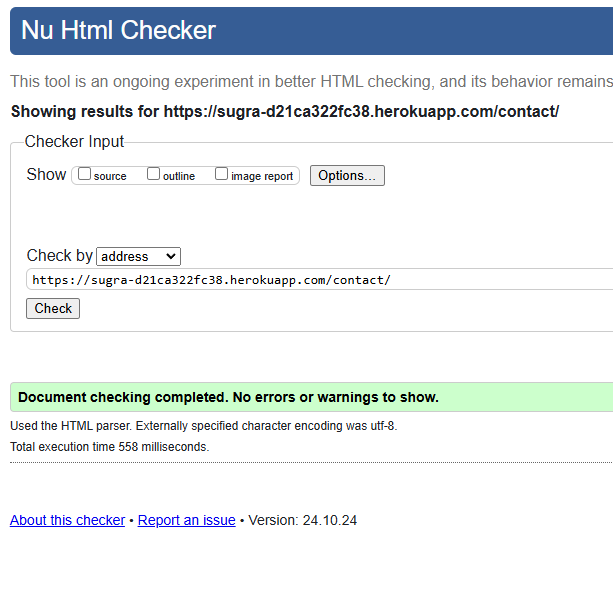 Nu Html Checker
This tool is an ongoing experiment in better HTML checking, and its behavior remains
Showing results for https://sugra-d21ca322fc38.herokuapp.com/contact/
Checker Input
Show source outline image report Options...
Check by address
https://sugra-d21ca322fc38.herokuapp.com/contact/
Check
Document checking completed. No errors or warnings to show.
Used the HTML parser. Externally specified character encoding was utf-8.
Total execution time 558 milliseconds.
About this checker • Report an issue • Version: 24.10.24